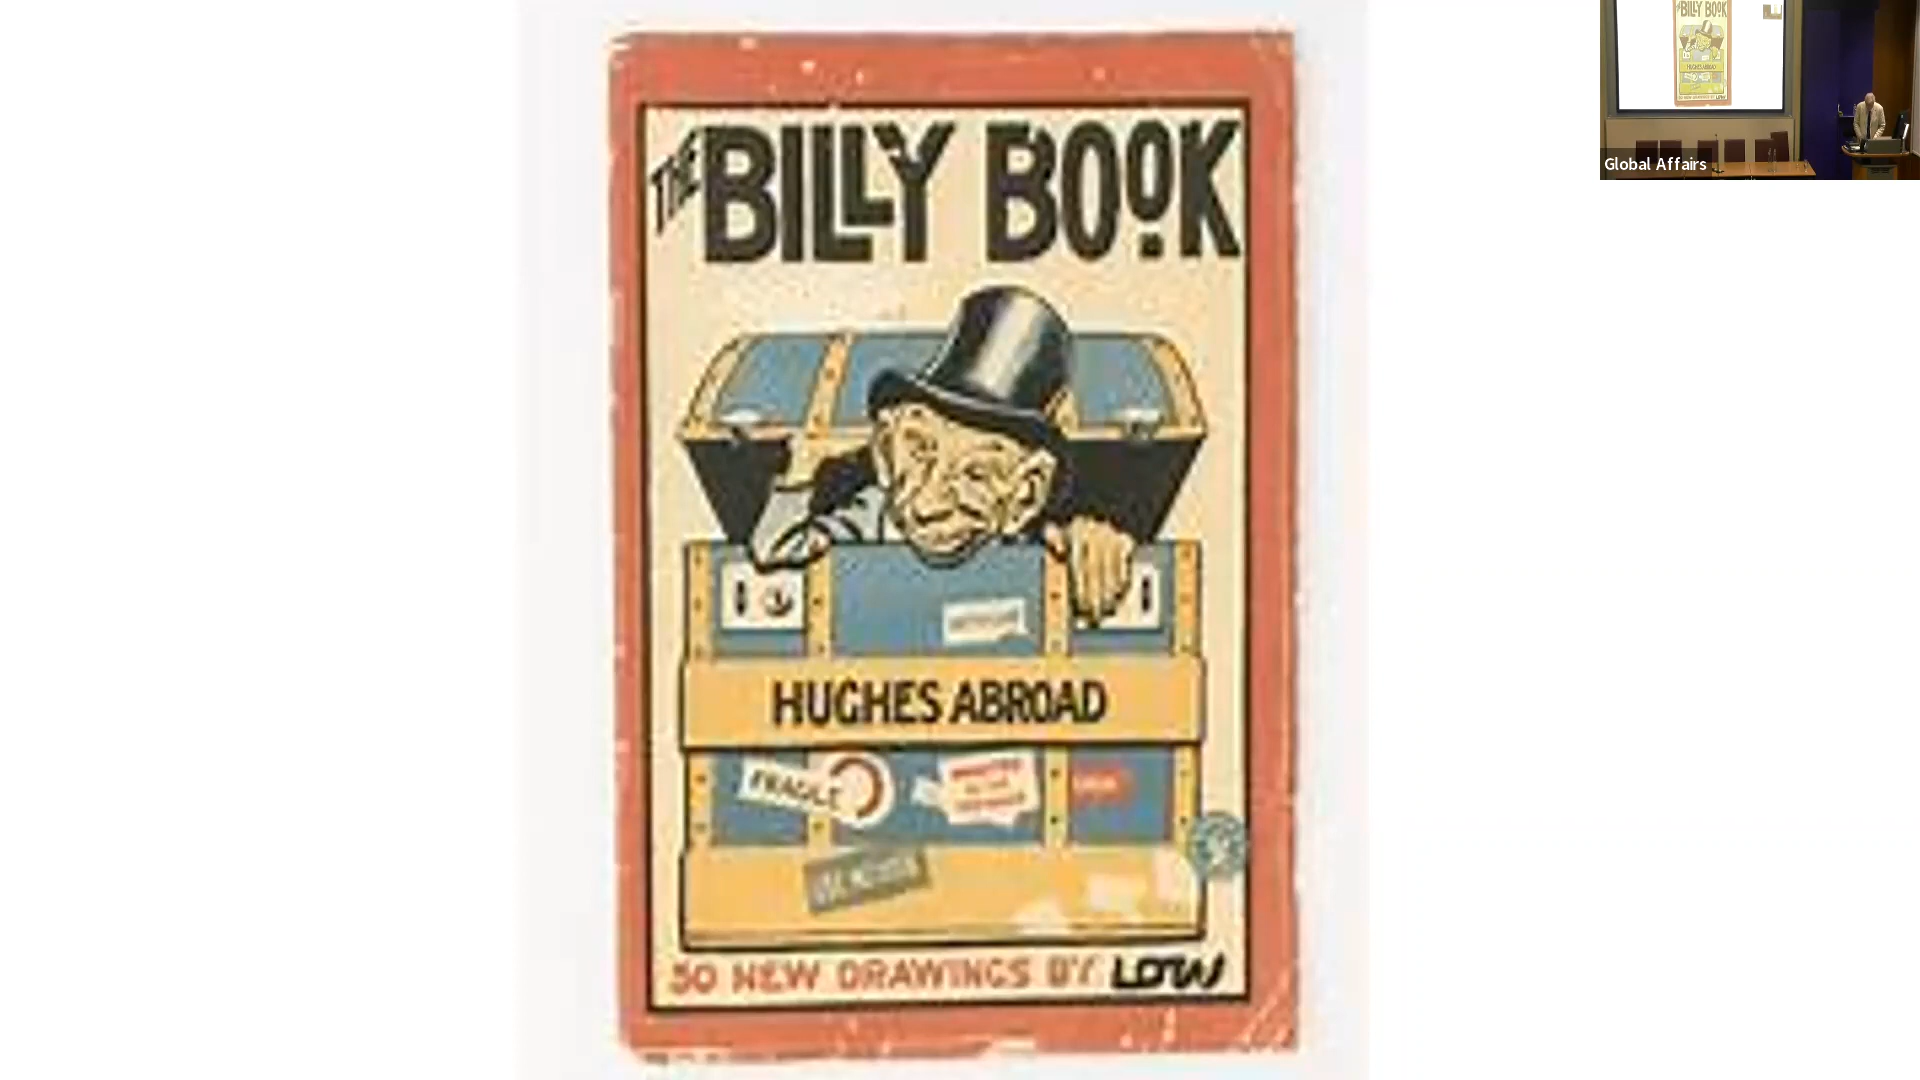 THE BILLY BOOK
HUGHES ABROAD
FRAGILE
50 NEW DRAWINGS BY LOW
Global Affairs